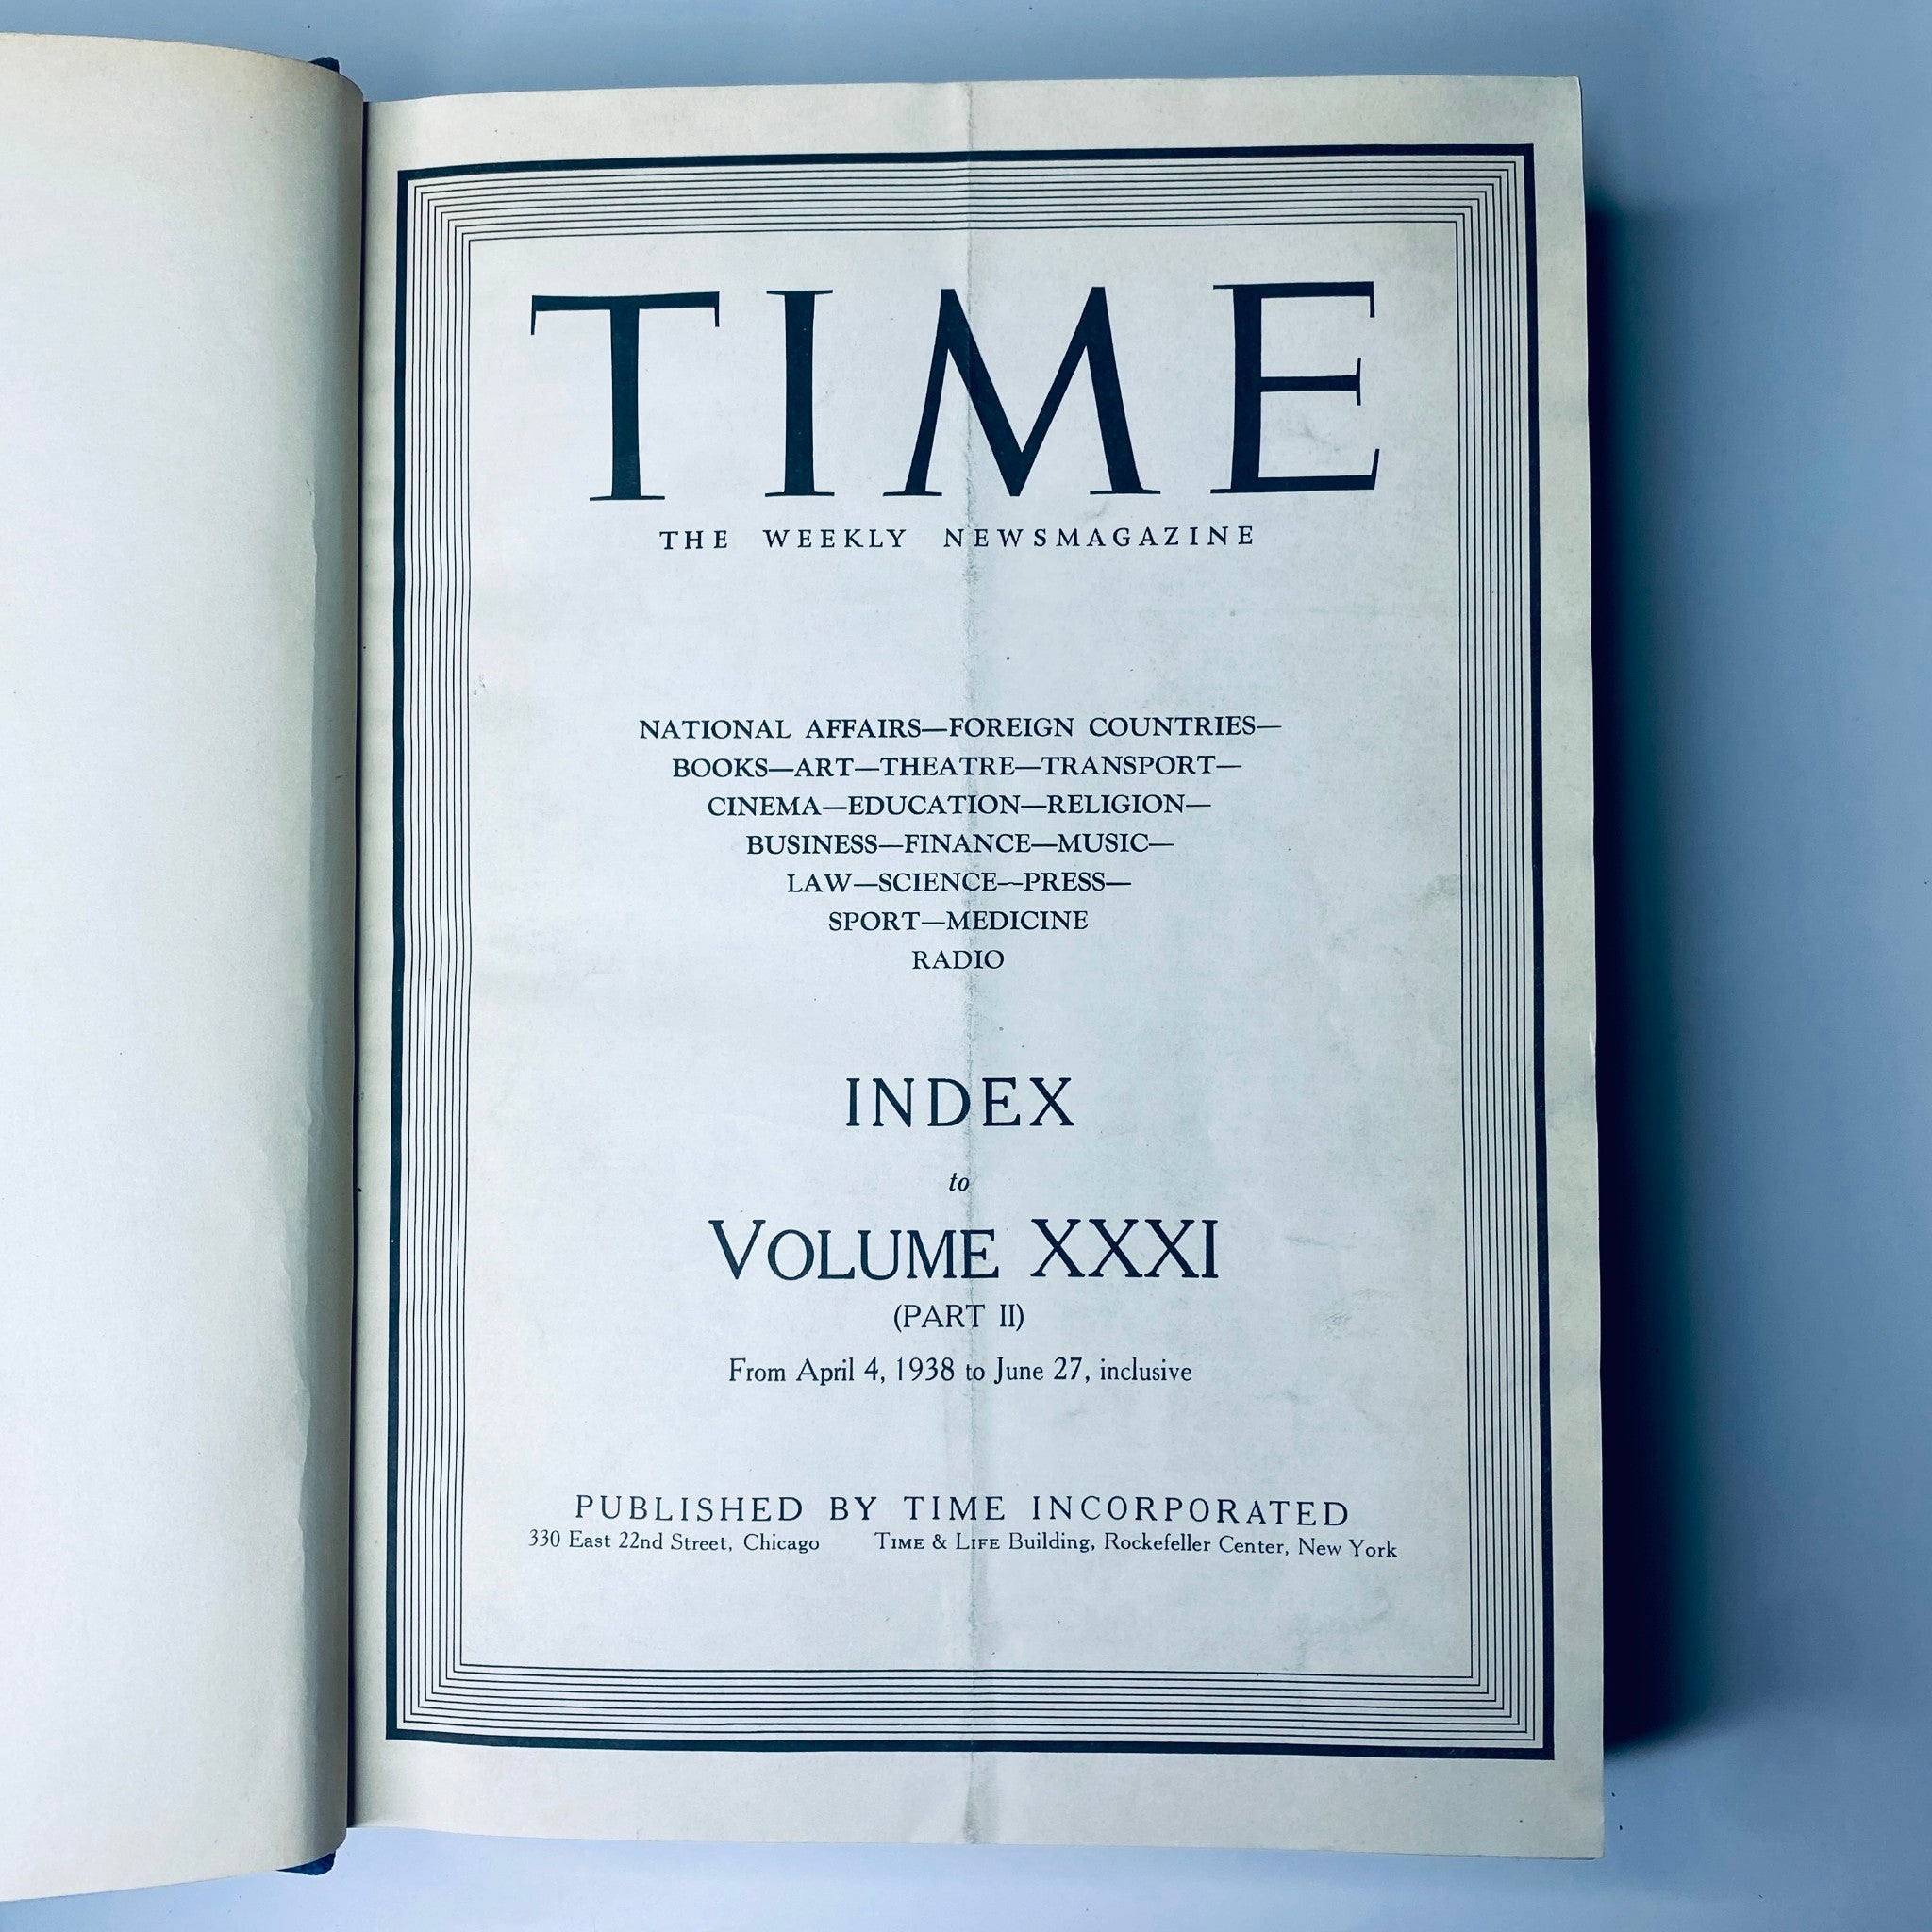 TIME
THE WEEKLY NEWSMAGAZINE
NATIONAL AFFAIRS—FOREIGN COUNTRIES—
BOOKS—ART—THEATRE—TRANSPORT—
CINEMA—EDUCATION—RELIGION—
BUSINESS—FINANCE—MUSIC—
LAW—SCIENCE—PRESS—
SPORT—MEDICINE
RADIO
INDEX
to
VOLUME XXXI
(PART II)
From April 4, 1938 to June 27, inclusive
PUBLISHED BY TIME INCORPORATED
330 East 22nd Street, Chicago TIME & LIFE Building, Rockefeller Center, New York